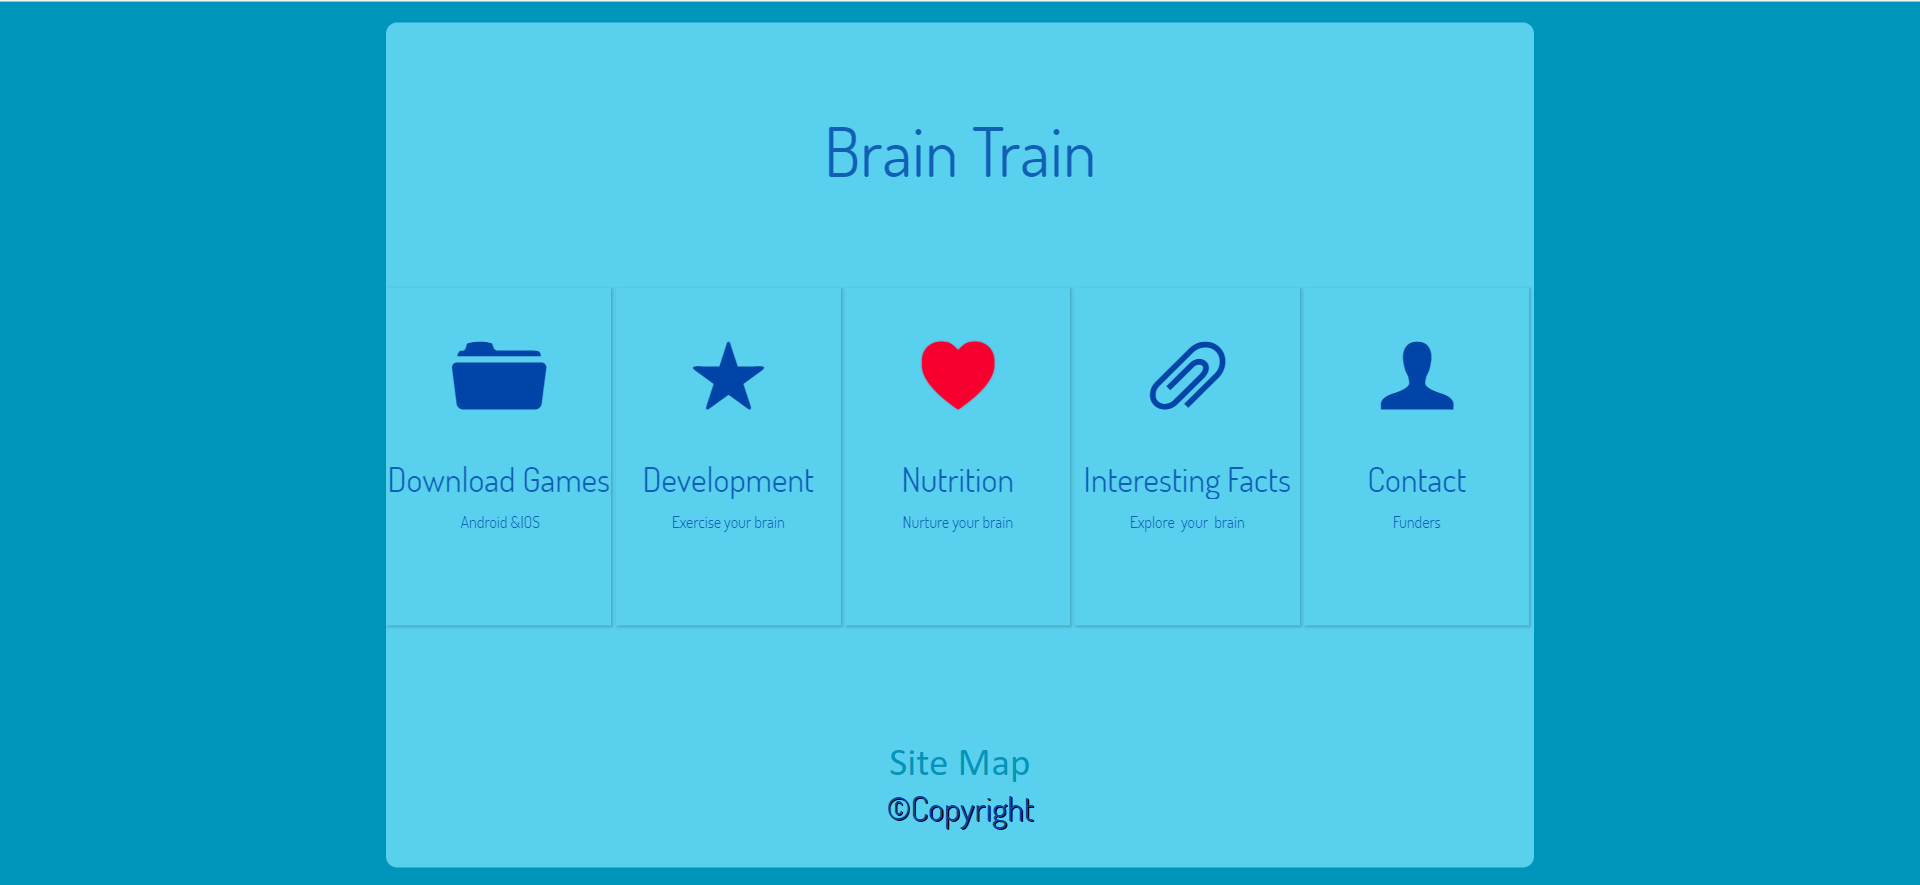 Brain Train
Download Games
Android &IOS
Development
Exercise your brain
Nutrition
Nurture your brain
Interesting Facts
Explore your brain
Contact
Funders
Site Map
©Copyright